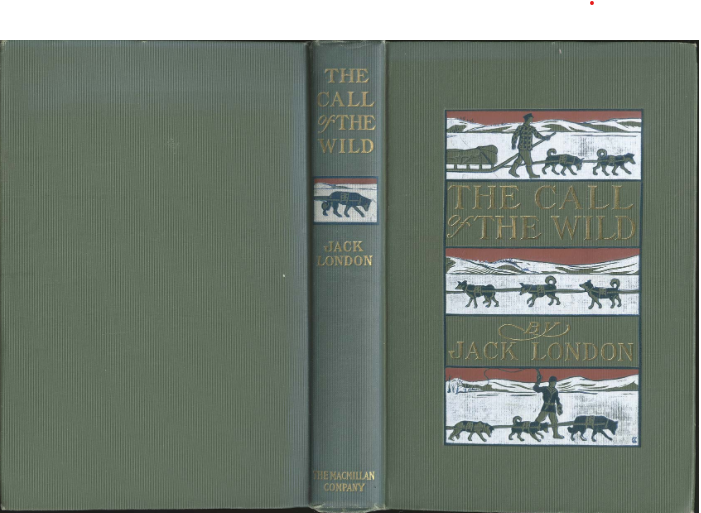 THE
CALL
of THE
WILD
JACK
LONDON
THE MACMILLAN
COMPANY
THE CALL
of THE WILD
BY
JACK LONDON